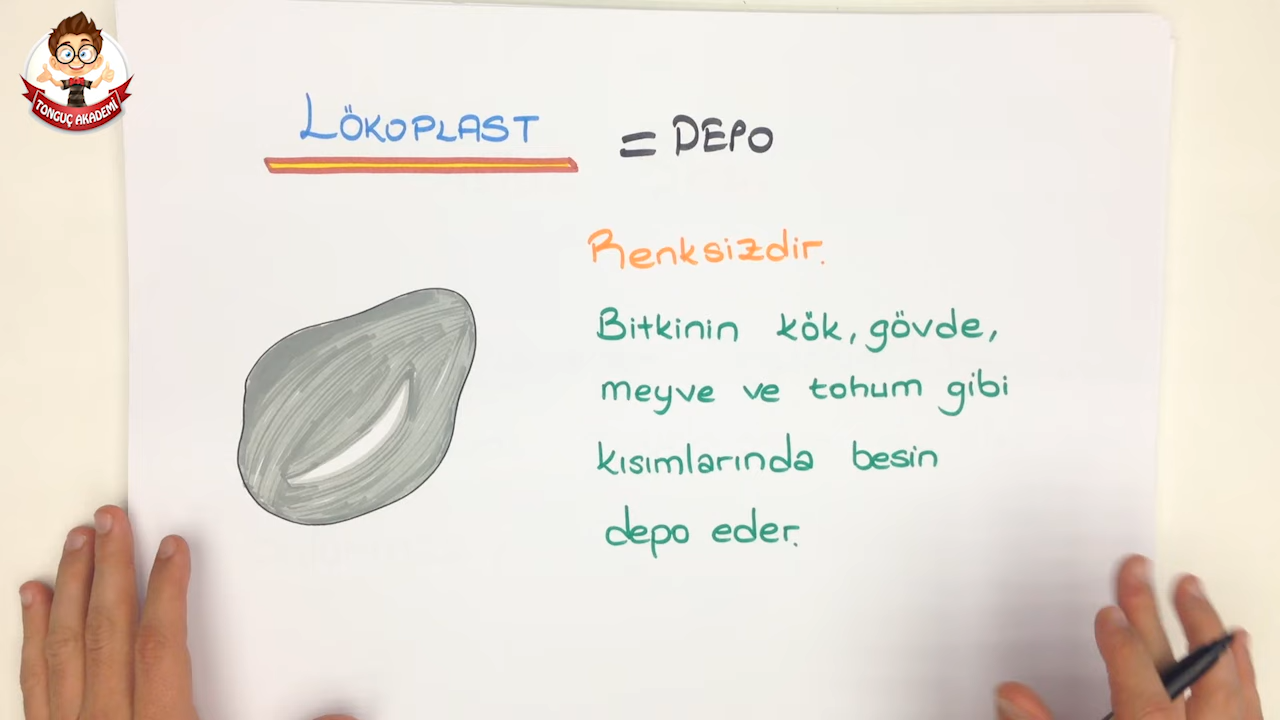 TONGUÇ AKADEMİ
LÖKOPLAST = DEPO
Renksizdir.
Bitkinin kök, gövde,
meyve ve tohum gibi
kısımlarında besin
depo eder.